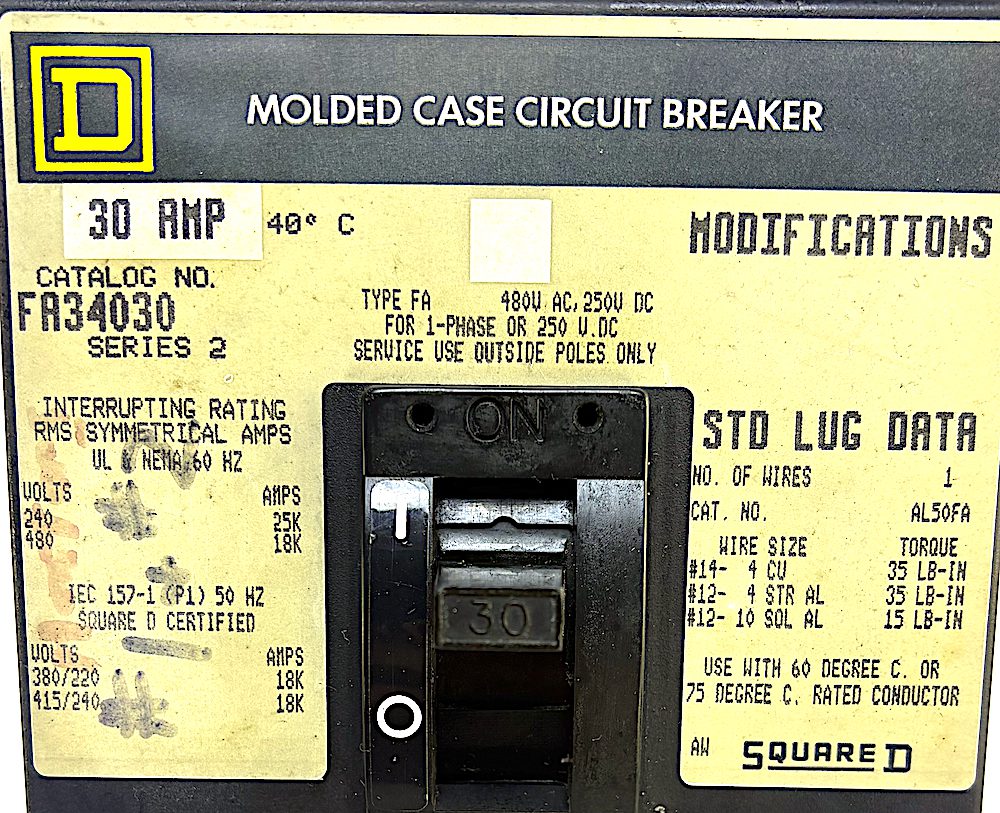 D
MOLDED CASE CIRCUIT BREAKER
30 AMP 40° C
CATALOG NO.
FA34030
SERIES 2
INTERRUPTING RATING
RMS SYMMETRICAL AMPS
UL & NEMA 60 HZ
VOLTS AMPS
240 25K
480 18K
IEC 157-1 (P1) 50 HZ
SQUARE D CERTIFIED
VOLTS AMPS
380/220 18K
415/240 18K
TYPE FA 480V AC, 250V DC
FOR 1-PHASE OR 250 V.DC
SERVICE USE OUTSIDE POLES ONLY
ON
I
30
O
MODIFICATIONS
STD LUG DATA
NO. OF WIRES 1
CAT. NO. AL50FA
WIRE SIZE TORQUE
#14- 4 CU 35 LB-IN
#12- 4 STR AL 35 LB-IN
#12- 10 SOL AL 15 LB-IN
USE WITH 60 DEGREE C. OR
75 DEGREE C. RATED CONDUCTOR
AW SQUARE D